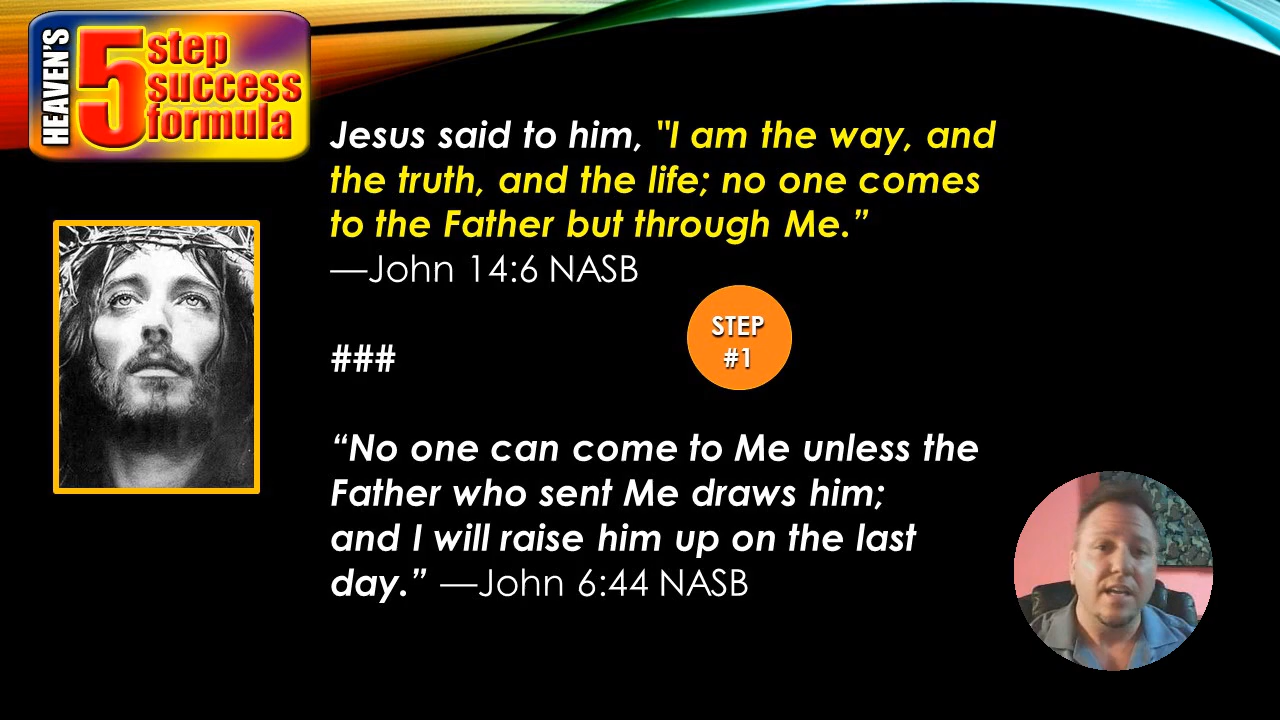 HEAVEN'S
5
step
success
formula
Jesus said to him, "I am the way, and
the truth, and the life; no one comes
to the Father but through Me.”
—John 14:6 NASB
STEP
#1
###
“No one can come to Me unless the
Father who sent Me draws him;
and I will raise him up on the last
day.” —John 6:44 NASB